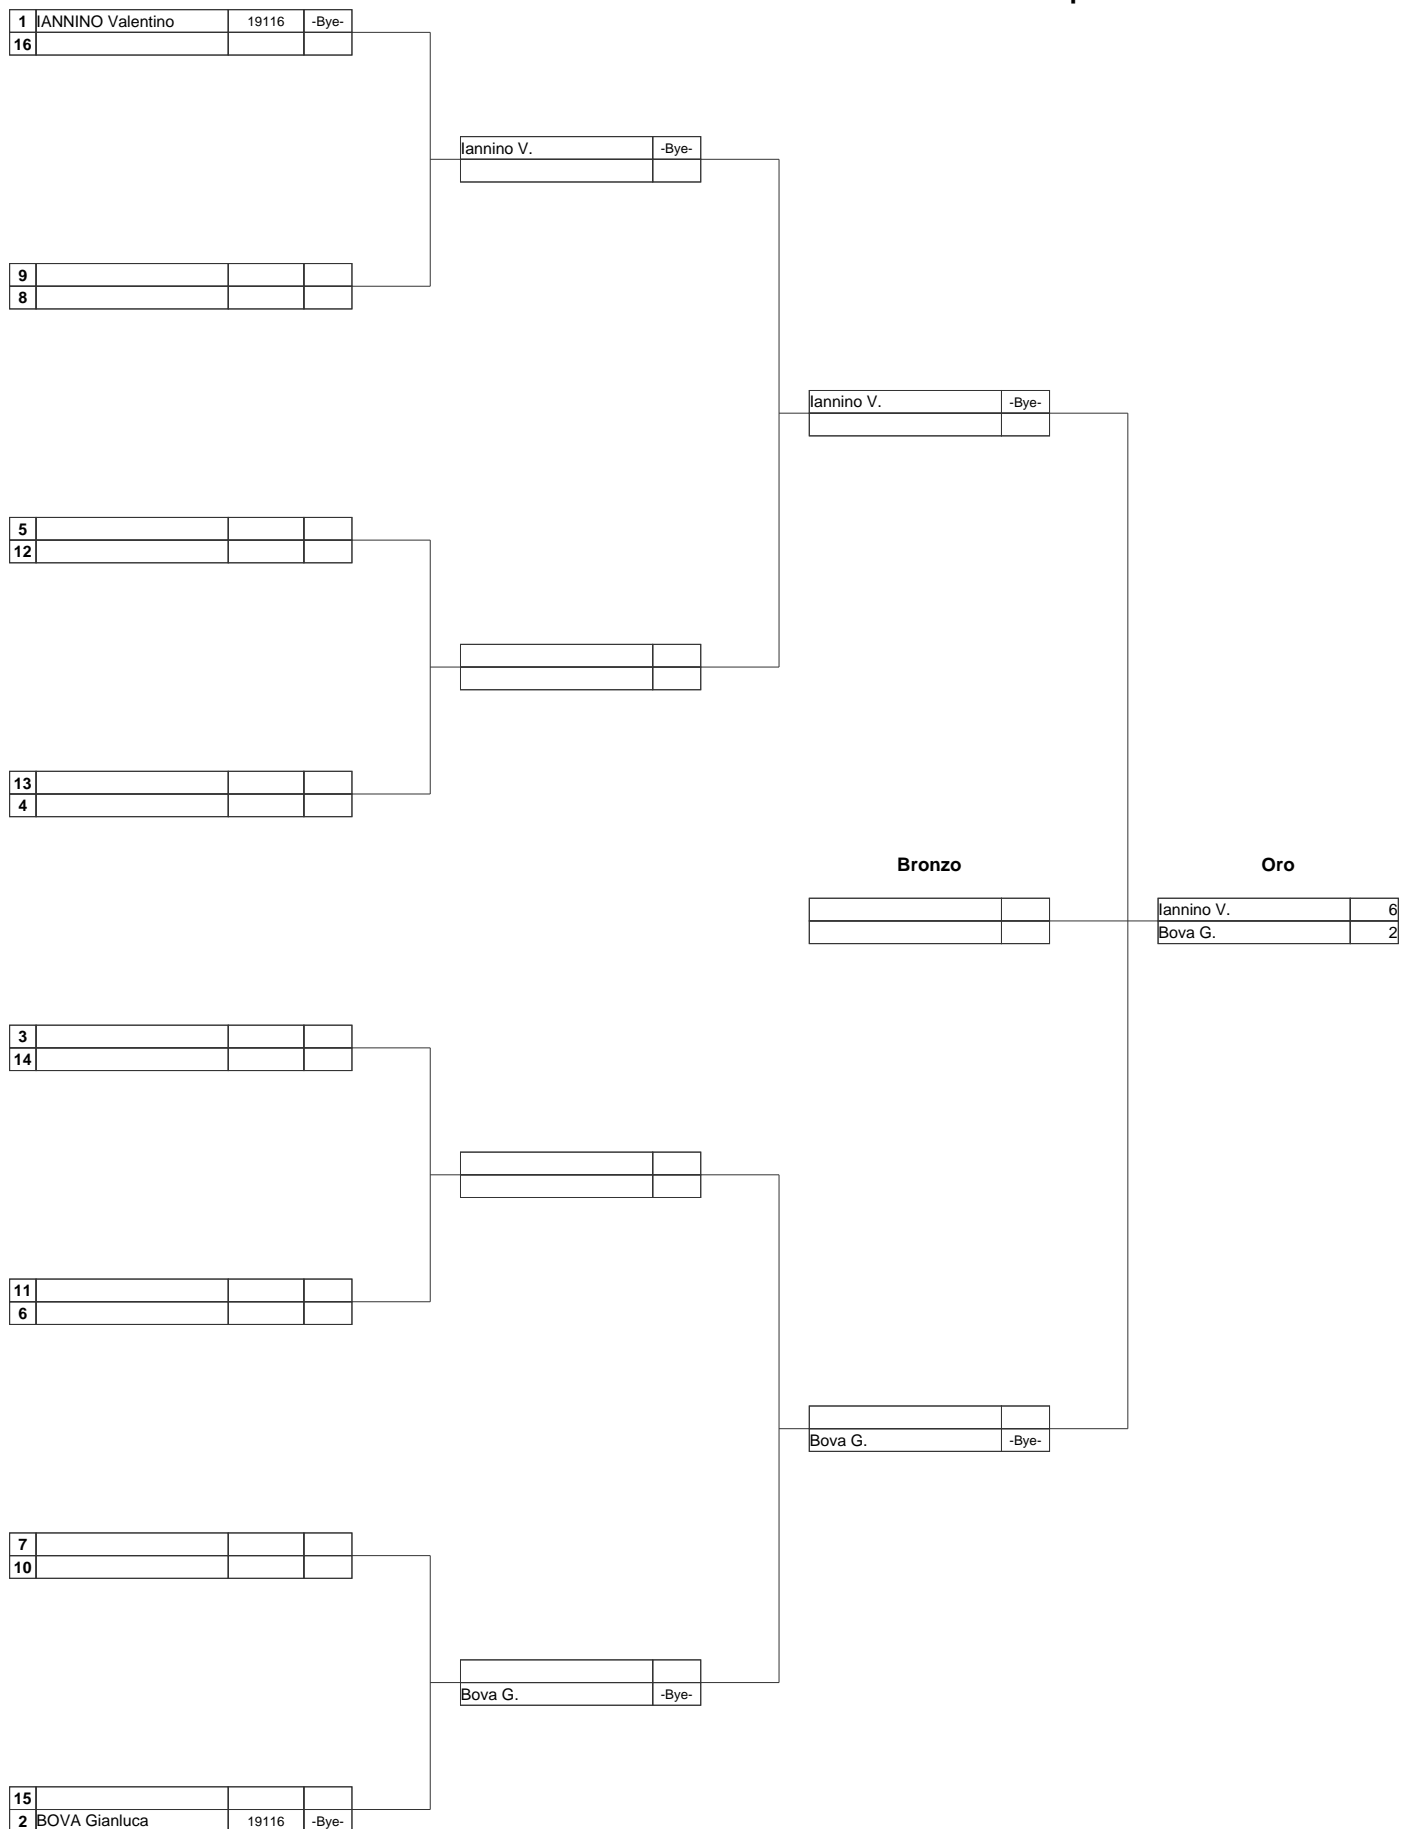 1 IANNINO Valentino 19116 -Bye-
16
Iannino V. -Bye-
9
8
Iannino V. -Bye-
5
12
13
4
Bronzo Oro
Iannino V. 6
Bova G. 2
3
14
11
6
Bova G. -Bye-
7
10
Bova G. -Bye-
15
2 BOVA Gianluca 19116 -Bye-